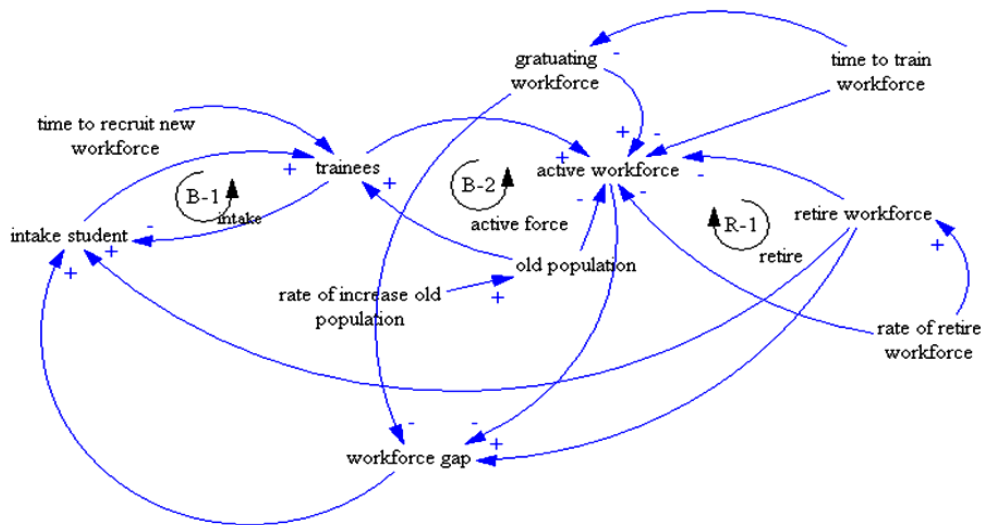 gratuating
workforce
time to train
workforce
time to recruit new
workforce
trainees
active workforce
B-1
intake
B-2
active force
R-1
retire
retire workforce
intake student
old population
rate of increase old
population
rate of retire
workforce
workforce gap
-
+
-
+
+
+
-
-
-
-
+
+
-
+
+
+
-
-
+